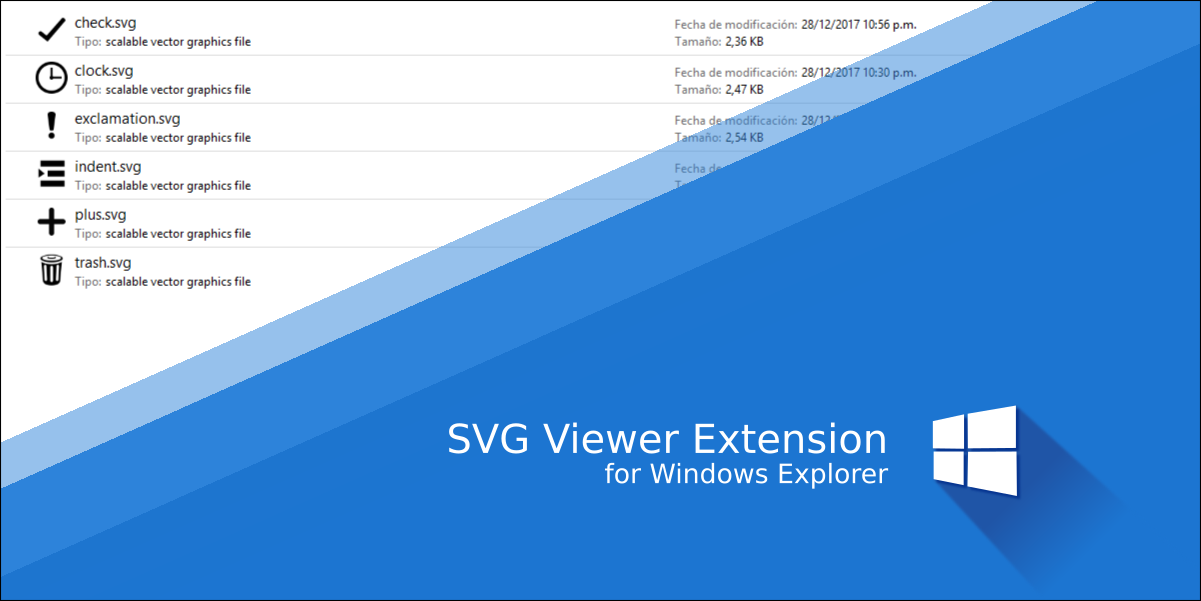 check.svg
Fecha de modificación: 28/12/2017 10:56 p.m.
Tipo: scalable vector graphics file
Tamaño: 2,36 KB
clock.svg
Fecha de modificación: 28/12/2017 10:30 p.m.
Tipo: scalable vector graphics file
Tamaño: 2,47 KB
exclamation.svg
Fecha de modificación: 28/12/
Tipo: scalable vector graphics file
Tamaño: 2,54 KB
indent.svg
Fecha de
Tipo: scalable vector graphics file
plus.svg
Tipo: scalable vector graphics file
trash.svg
Tipo: scalable vector graphics file
SVG Viewer Extension
for Windows Explorer